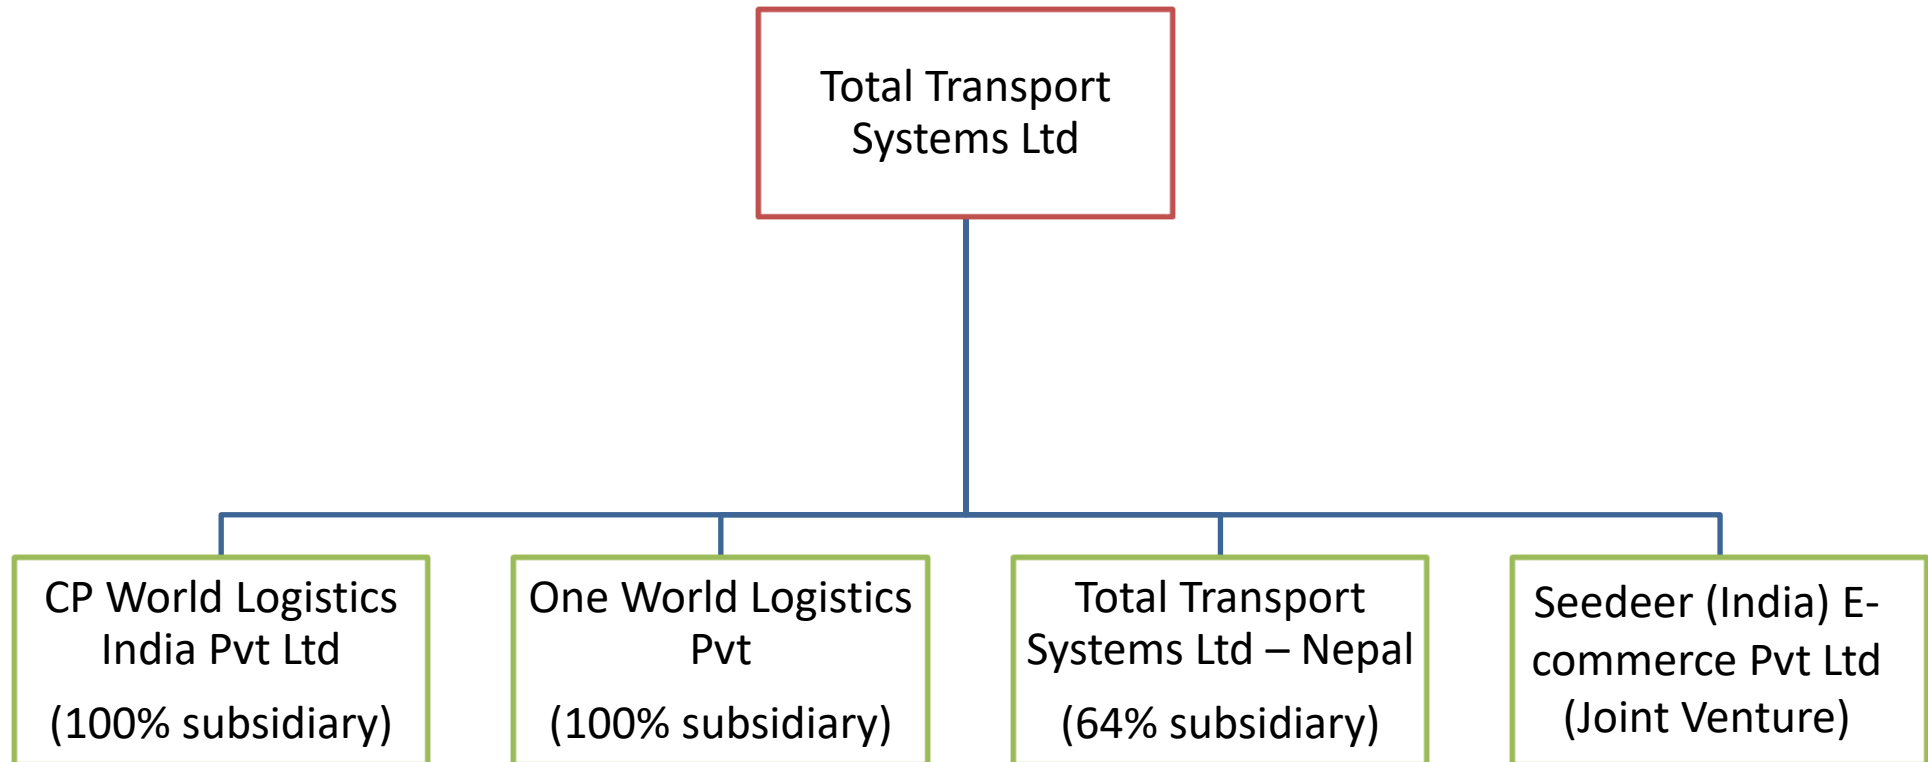 Total Transport
Systems Ltd
CP World Logistics
India Pvt Ltd
(100% subsidiary)
One World Logistics
Pvt
(100% subsidiary)
Total Transport
Systems Ltd – Nepal
(64% subsidiary)
Seedeer (India) E-
commerce Pvt Ltd
(Joint Venture)